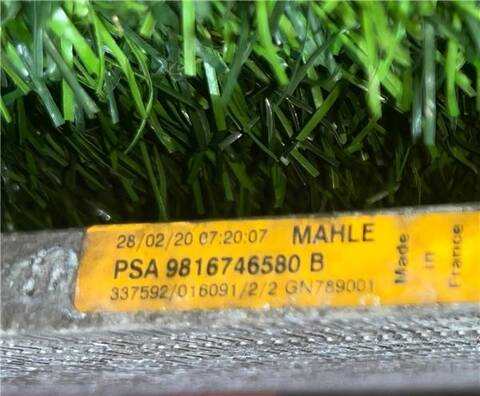 28/02/20 07:20:07 MAHLE
PSA 9816746580 B
337592/016091/2/2 GN789001
Made
in
France